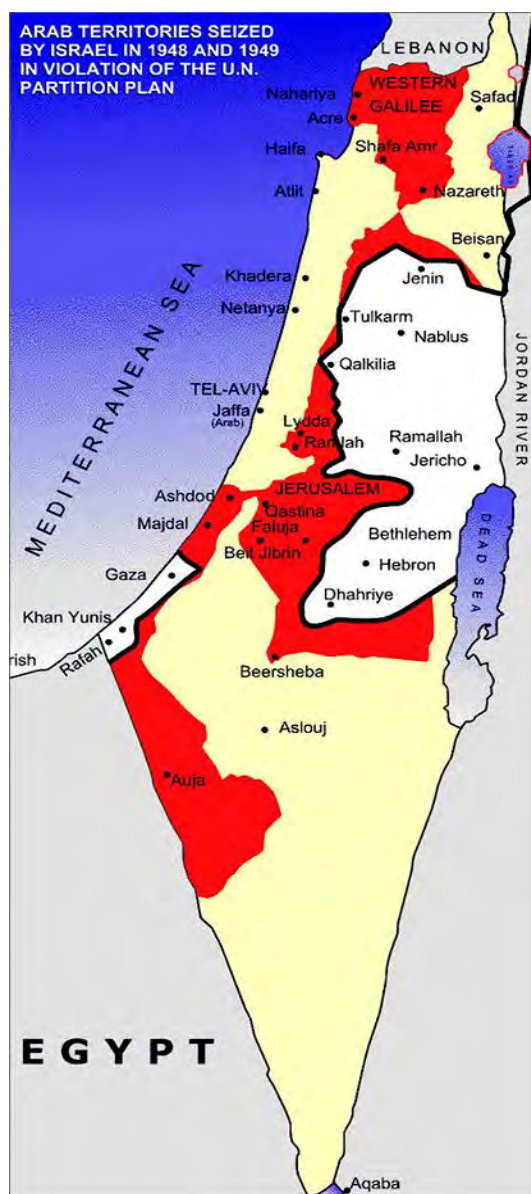 ARAB TERRITORIES SEIZED
BY ISRAEL IN 1948 AND 1949
IN VIOLATION OF THE U.N.
PARTITION PLAN
LEBANON
WESTERN
GALILEE
Nahariya
Safad
Acre
Haifa
Shafa Amr
Atlit
Nazareth
Beisan
Khadera
Jenin
Netanya
Tulkarm
Nablus
MEDITERRANEAN SEA
JORDAN RIVER
Qalkilia
TEL-AVIV
Jaffa
(Arab)
Lydda
Ramlah
Ramallah
Jericho
Ashdod
JERUSALEM
Qastina
Majdal
Faluja
Bethlehem
Beit Jibrin
DEAD SEA
Gaza
Hebron
Khan Yunis
Dhahriye
rish
Rafah
Beersheba
Aslouj
Auja
EGYPT
Aqaba